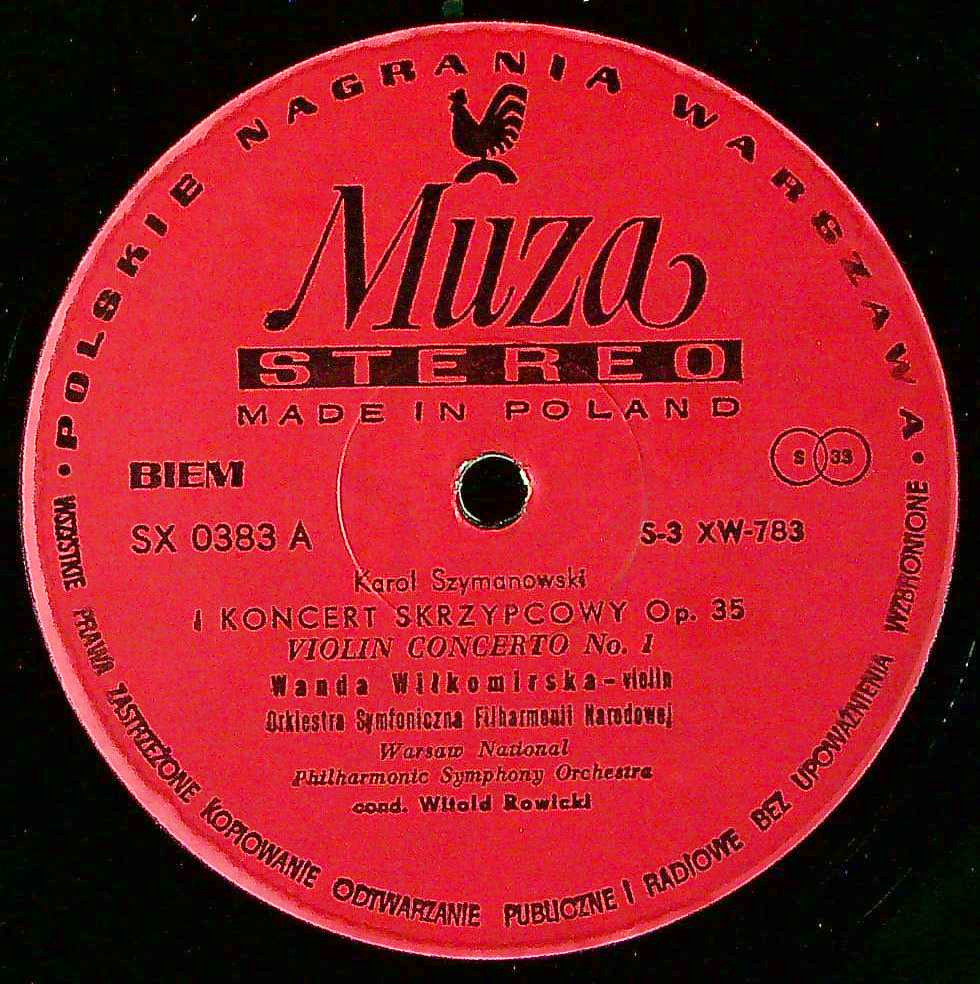 • POLSKIE NAGRANIA WARSZAWA •
Muza
STEREO
MADE IN POLAND
BIEM
S 33
SX 0383 A
S-3 XW-783
Karol Szymanowski
I KONCERT SKRZYPCOWY Op. 35
VIOLIN CONCERTO No. 1
Wanda Wiłkomirska – violin
Orkiestra Symfoniczna Filharmonii Narodowej
Warsaw National
Philharmonic Symphony Orchestra
cond. Witold Rowicki
WSZYSTKIE PRAWA ZASTRZEŻONE KOPIOWANIE ODTWARZANIE PUBLICZNE I RADIOWE BEZ UPOWAŻNIENIA WZBRONIONE